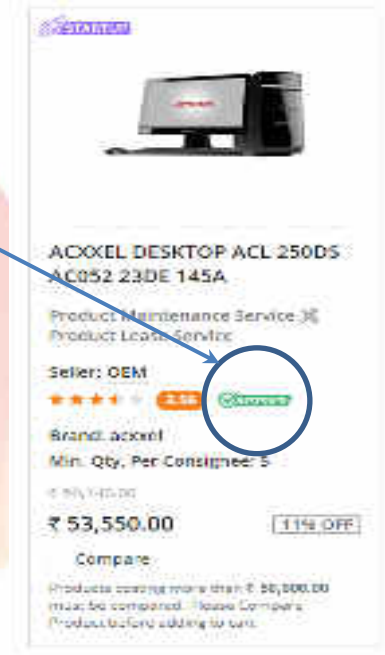 STARTUP
ACXXEL DESKTOP ACL 250DS
AC052 23DE 145A
Product Maintenance Service
Product Lease Service
Seller: OEM
Brand: acxxel
Min. Qty. Per Consignee: 5
₹ 53,550.00
11% OFF
Compare
Products costing more than ₹ 50,000.00
must be compared. Please Compare
Product before adding to cart.